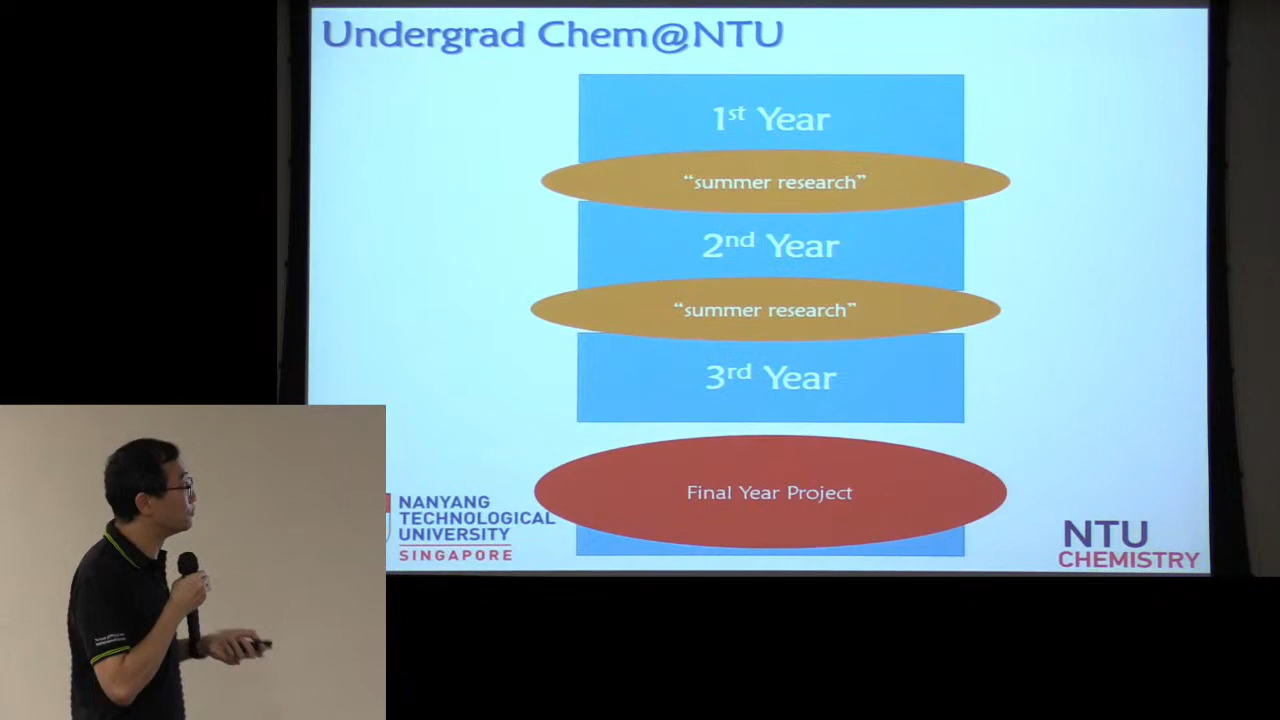 Undergrad Chem@NTU
1st Year
“summer research”
2nd Year
“summer research”
3rd Year
Final Year Project
NANYANG
TECHNOLOGICAL
UNIVERSITY
SINGAPORE
NTU
CHEMISTRY